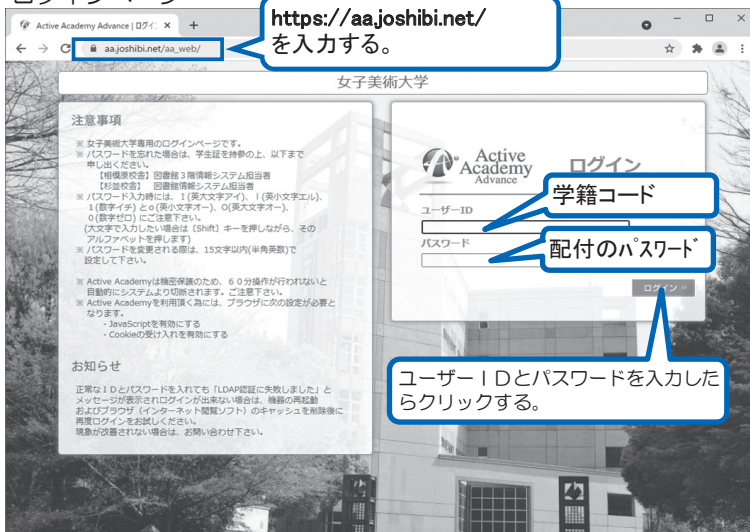 ログインページ
Active Academy Advance | ログイ
https://aa.joshibi.net/
を入力する。
aa.joshibi.net/aa_web/
女子美術大学
注意事項
※ 女子美術大学専用のログインページです。
※ パスワードを忘れた場合は、学生証を持参の上、以下まで
申し出ください。
【相模原校舎】図書館３階情報システム担当者
【杉並校舎】 図書館情報システム担当者
※ パスワード入力時には、I(英大文字アイ)、l(英小文字エル)、
1(数字イチ) とo(英小文字オー)、O(英大文字オー)、
0(数字ゼロ) にご注意下さい。
(大文字で入力したい場合は〔Shift〕キーを押しながら、その
アルファベットを押します)
※ パスワードを変更される際は、15文字以内(半角英数)で
設定して下さい。
※ Active Academyは機密保護のため、６０分操作が行われないと
自動的にシステムより切断されます。ご注意下さい。
※ Active Academyを利用頂く為には、ブラウザに次の設定が必要と
なります。
・JavaScriptを有効にする
・Cookieの受け入れを有効にする
お知らせ
正常なＩＤとパスワードを入れても「LDAP認証に失敗しました」と
メッセージが表示されログインが出来ない場合は、機器の再起動
およびブラウザ（インターネット閲覧ソフト）のキャッシュを削除後に
再度ログインをお試しください。
現象が改善されない場合は、お問い合わせ下さい。
Active
Academy
Advance
ログイン
学籍コード
ユーザーID
パスワード
配付のパスワード
ログイン »
ユーザーＩＤとパスワードを入力した
らクリックする。